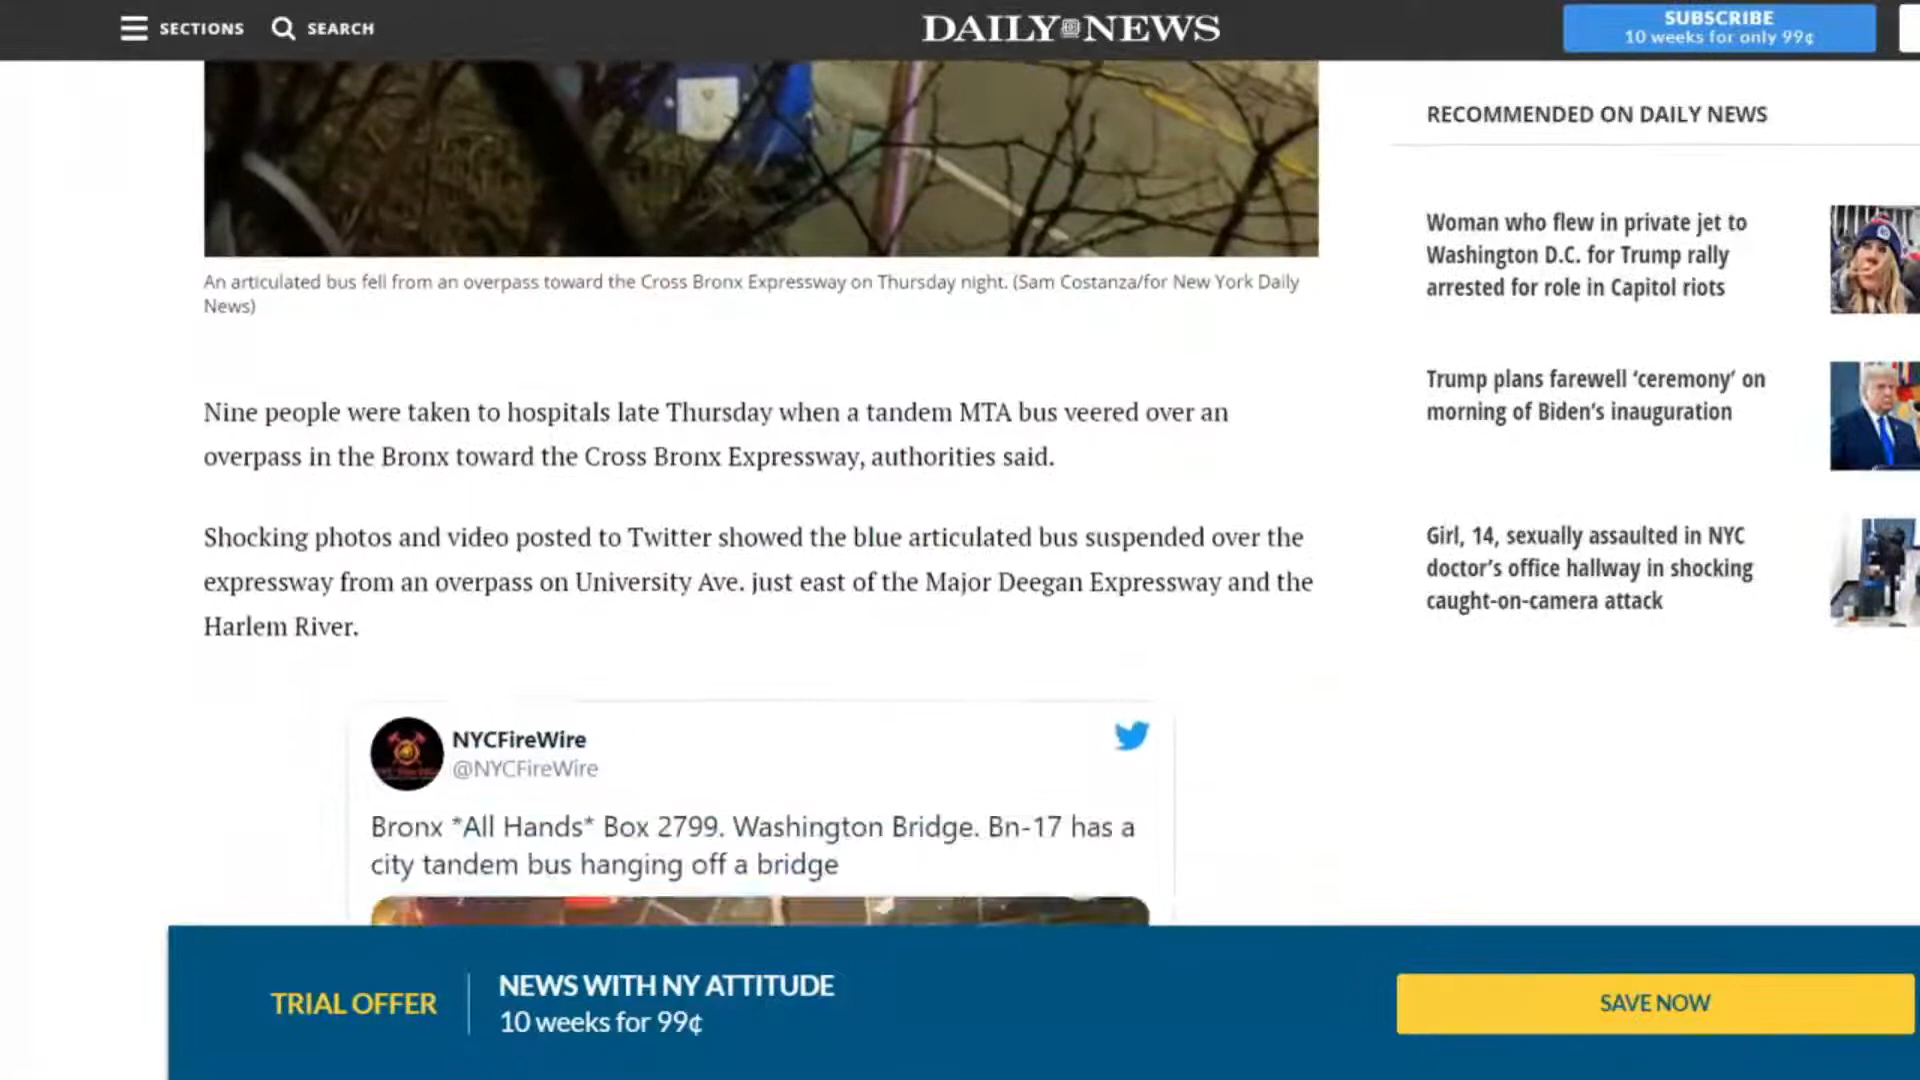 SECTIONS
SEARCH
DAILY NEWS
SUBSCRIBE
10 weeks for only 99¢
An articulated bus fell from an overpass toward the Cross Bronx Expressway on Thursday night. (Sam Costanza/for New York Daily
News)
Nine people were taken to hospitals late Thursday when a tandem MTA bus veered over an
overpass in the Bronx toward the Cross Bronx Expressway, authorities said.
Shocking photos and video posted to Twitter showed the blue articulated bus suspended over the
expressway from an overpass on University Ave. just east of the Major Deegan Expressway and the
Harlem River.
NYCFireWire
@NYCFireWire
Bronx *All Hands* Box 2799. Washington Bridge. Bn-17 has a
city tandem bus hanging off a bridge
RECOMMENDED ON DAILY NEWS
Woman who flew in private jet to
Washington D.C. for Trump rally
arrested for role in Capitol riots
Trump plans farewell ‘ceremony’ on
morning of Biden’s inauguration
Girl, 14, sexually assaulted in NYC
doctor’s office hallway in shocking
caught-on-camera attack
TRIAL OFFER
NEWS WITH NY ATTITUDE
10 weeks for 99¢
SAVE NOW